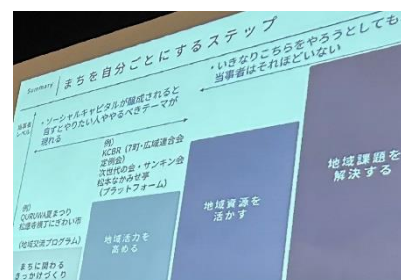 Summary
まちを自分ごとにするステップ
・ソーシャルキャピタルが醸成されると
自ずとやりたい人ややるべきテーマが
現れる
・いきなりこちらをやろうとしても
当事者はそれほどいない
レベル
例)
KCBR(7町・広域連合会
定例会)
次世代の会・サンキン会
松本なかみせ亭
(プラットフォーム)
例)
QURUWA夏まつり
(地域交流プログラム)
まちに関わる
きっかけづくり
地域活力を
高める
地域資源を
活かす
地域課題を
解決する